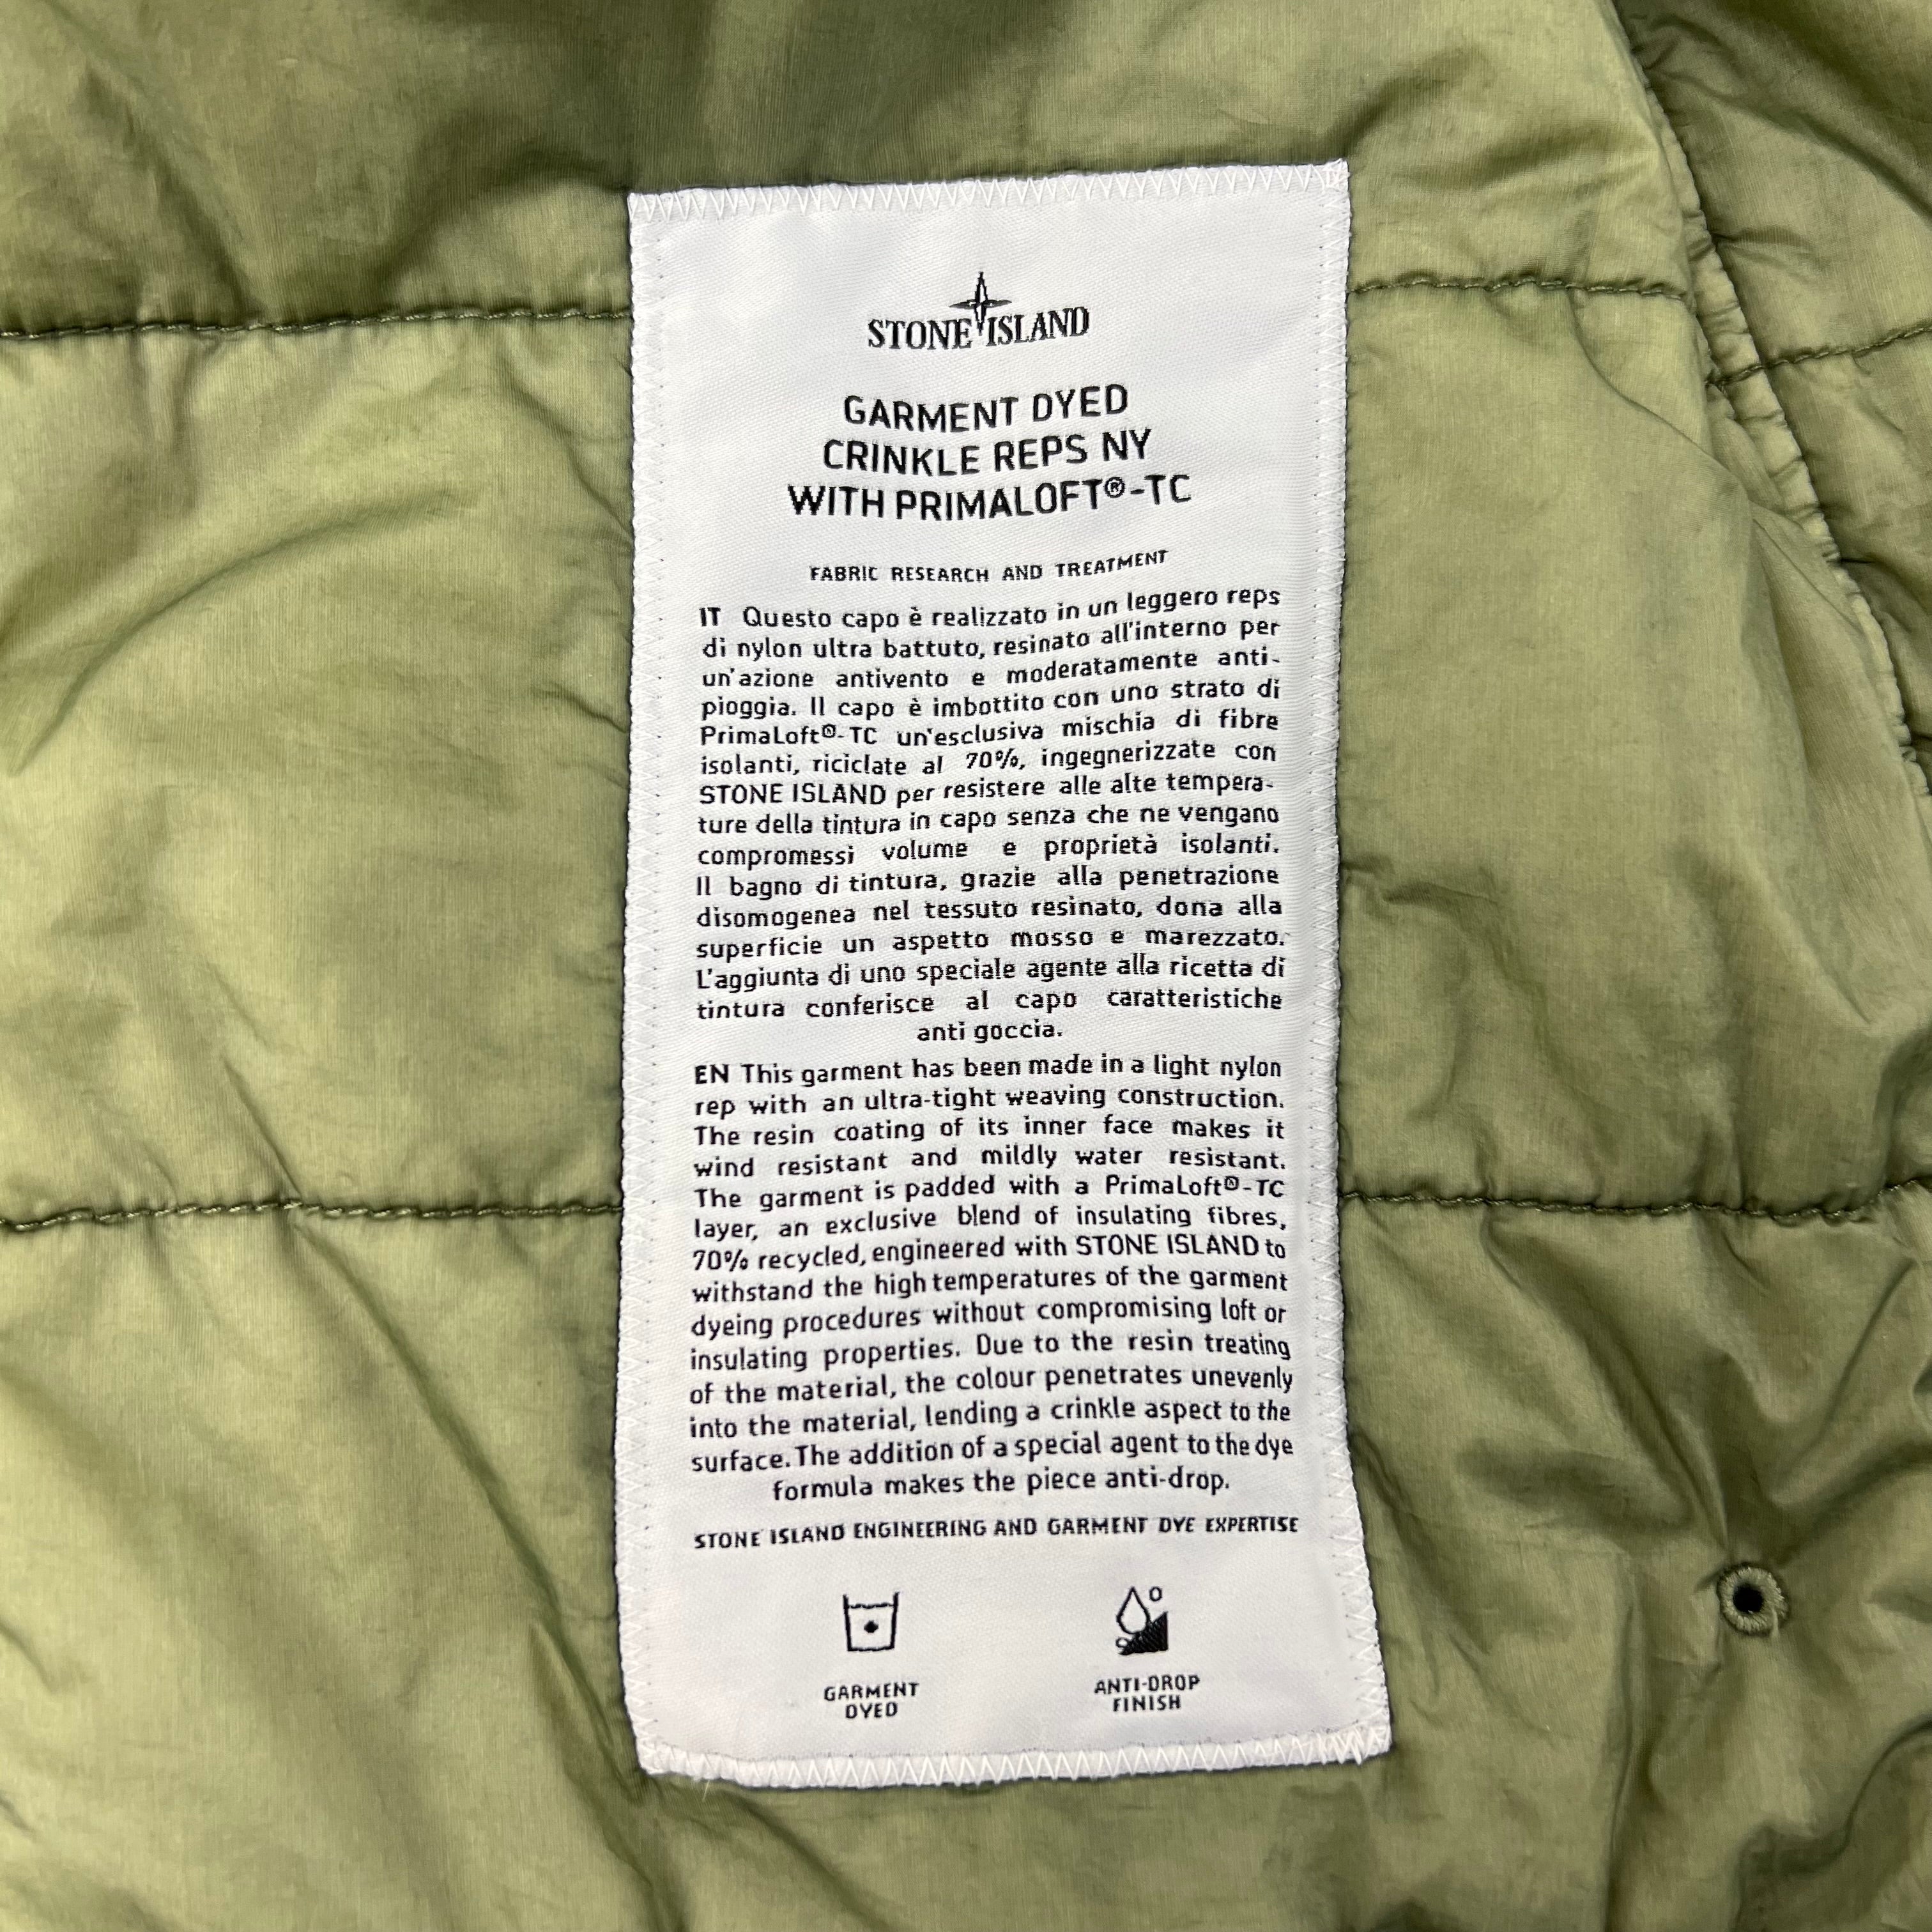 STONE ISLAND
GARMENT DYED
CRINKLE REPS NY
WITH PRIMALOFT®-TC
FABRIC RESEARCH AND TREATMENT
IT Questo capo è realizzato in un leggero reps
di nylon ultra battuto, resinato all'interno per
un'azione antivento e moderatamente anti-
pioggia. Il capo è imbottito con uno strato di
PrimaLoft®-TC un'esclusiva mischia di fibre
isolanti, riciclate al 70%, ingegnerizzate con
STONE ISLAND per resistere alle alte tempera-
ture della tintura in capo senza che ne vengano
compromessi volume e proprietà isolanti.
Il bagno di tintura, grazie alla penetrazione
disomogenea nel tessuto resinato, dona alla
superficie un aspetto mosso e marezzato.
L'aggiunta di uno speciale agente alla ricetta di
tintura conferisce al capo caratteristiche
anti goccia.
EN This garment has been made in a light nylon
rep with an ultra-tight weaving construction.
The resin coating of its inner face makes it
wind resistant and mildly water resistant.
The garment is padded with a PrimaLoft®-TC
layer, an exclusive blend of insulating fibres,
70% recycled, engineered with STONE ISLAND to
withstand the high temperatures of the garment
dyeing procedures without compromising loft or
insulating properties. Due to the resin treating
of the material, the colour penetrates unevenly
into the material, lending a crinkle aspect to the
surface. The addition of a special agent to the dye
formula makes the piece anti-drop.
STONE ISLAND ENGINEERING AND GARMENT DYE EXPERTISE
GARMENT
DYED
ANTI-DROP
FINISH